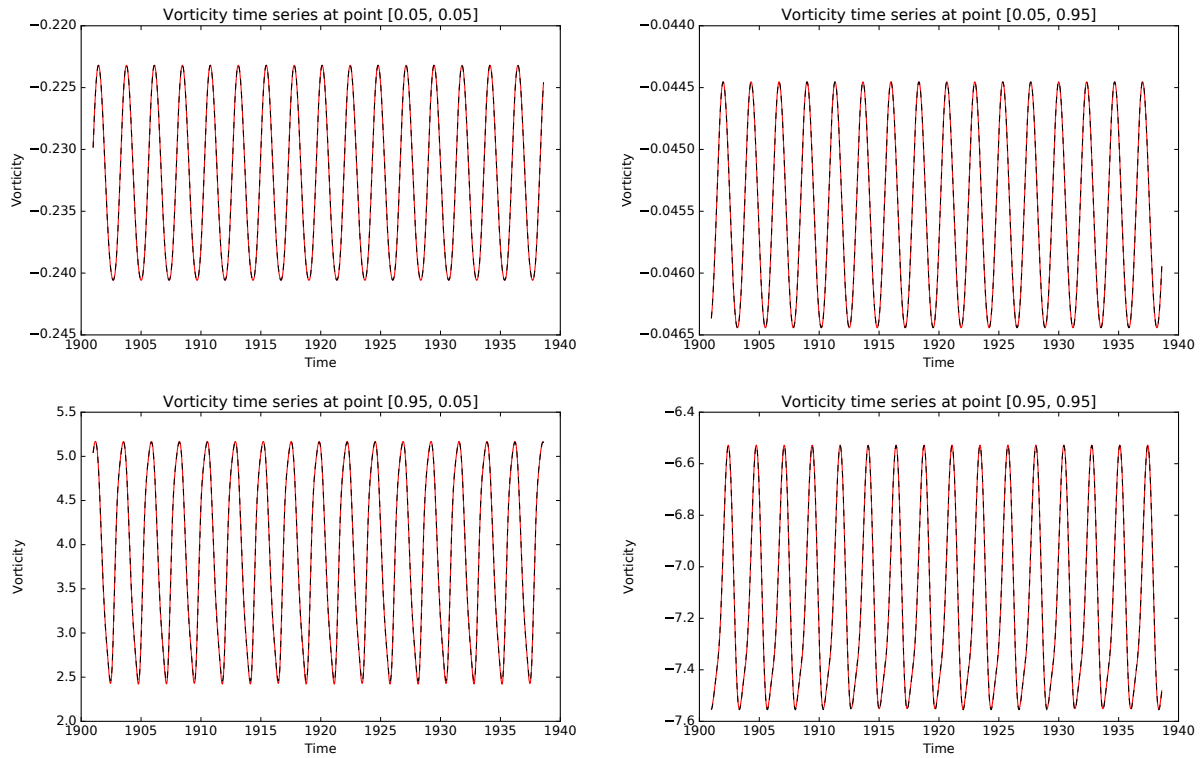 Vorticity time series at point [0.05, 0.05]
−0.220
−0.225
−0.230
−0.235
−0.240
−0.245
Vorticity
1900 1905 1910 1915 1920 1925 1930 1935 1940
Time
Vorticity time series at point [0.05, 0.95]
−0.0440
−0.0445
−0.0450
−0.0455
−0.0460
−0.0465
Vorticity
1900 1905 1910 1915 1920 1925 1930 1935 1940
Time
Vorticity time series at point [0.95, 0.05]
5.5
5.0
4.5
4.0
3.5
3.0
2.5
2.0
Vorticity
1900 1905 1910 1915 1920 1925 1930 1935 1940
Time
Vorticity time series at point [0.95, 0.95]
−6.4
−6.6
−6.8
−7.0
−7.2
−7.4
−7.6
Vorticity
1900 1905 1910 1915 1920 1925 1930 1935 1940
Time